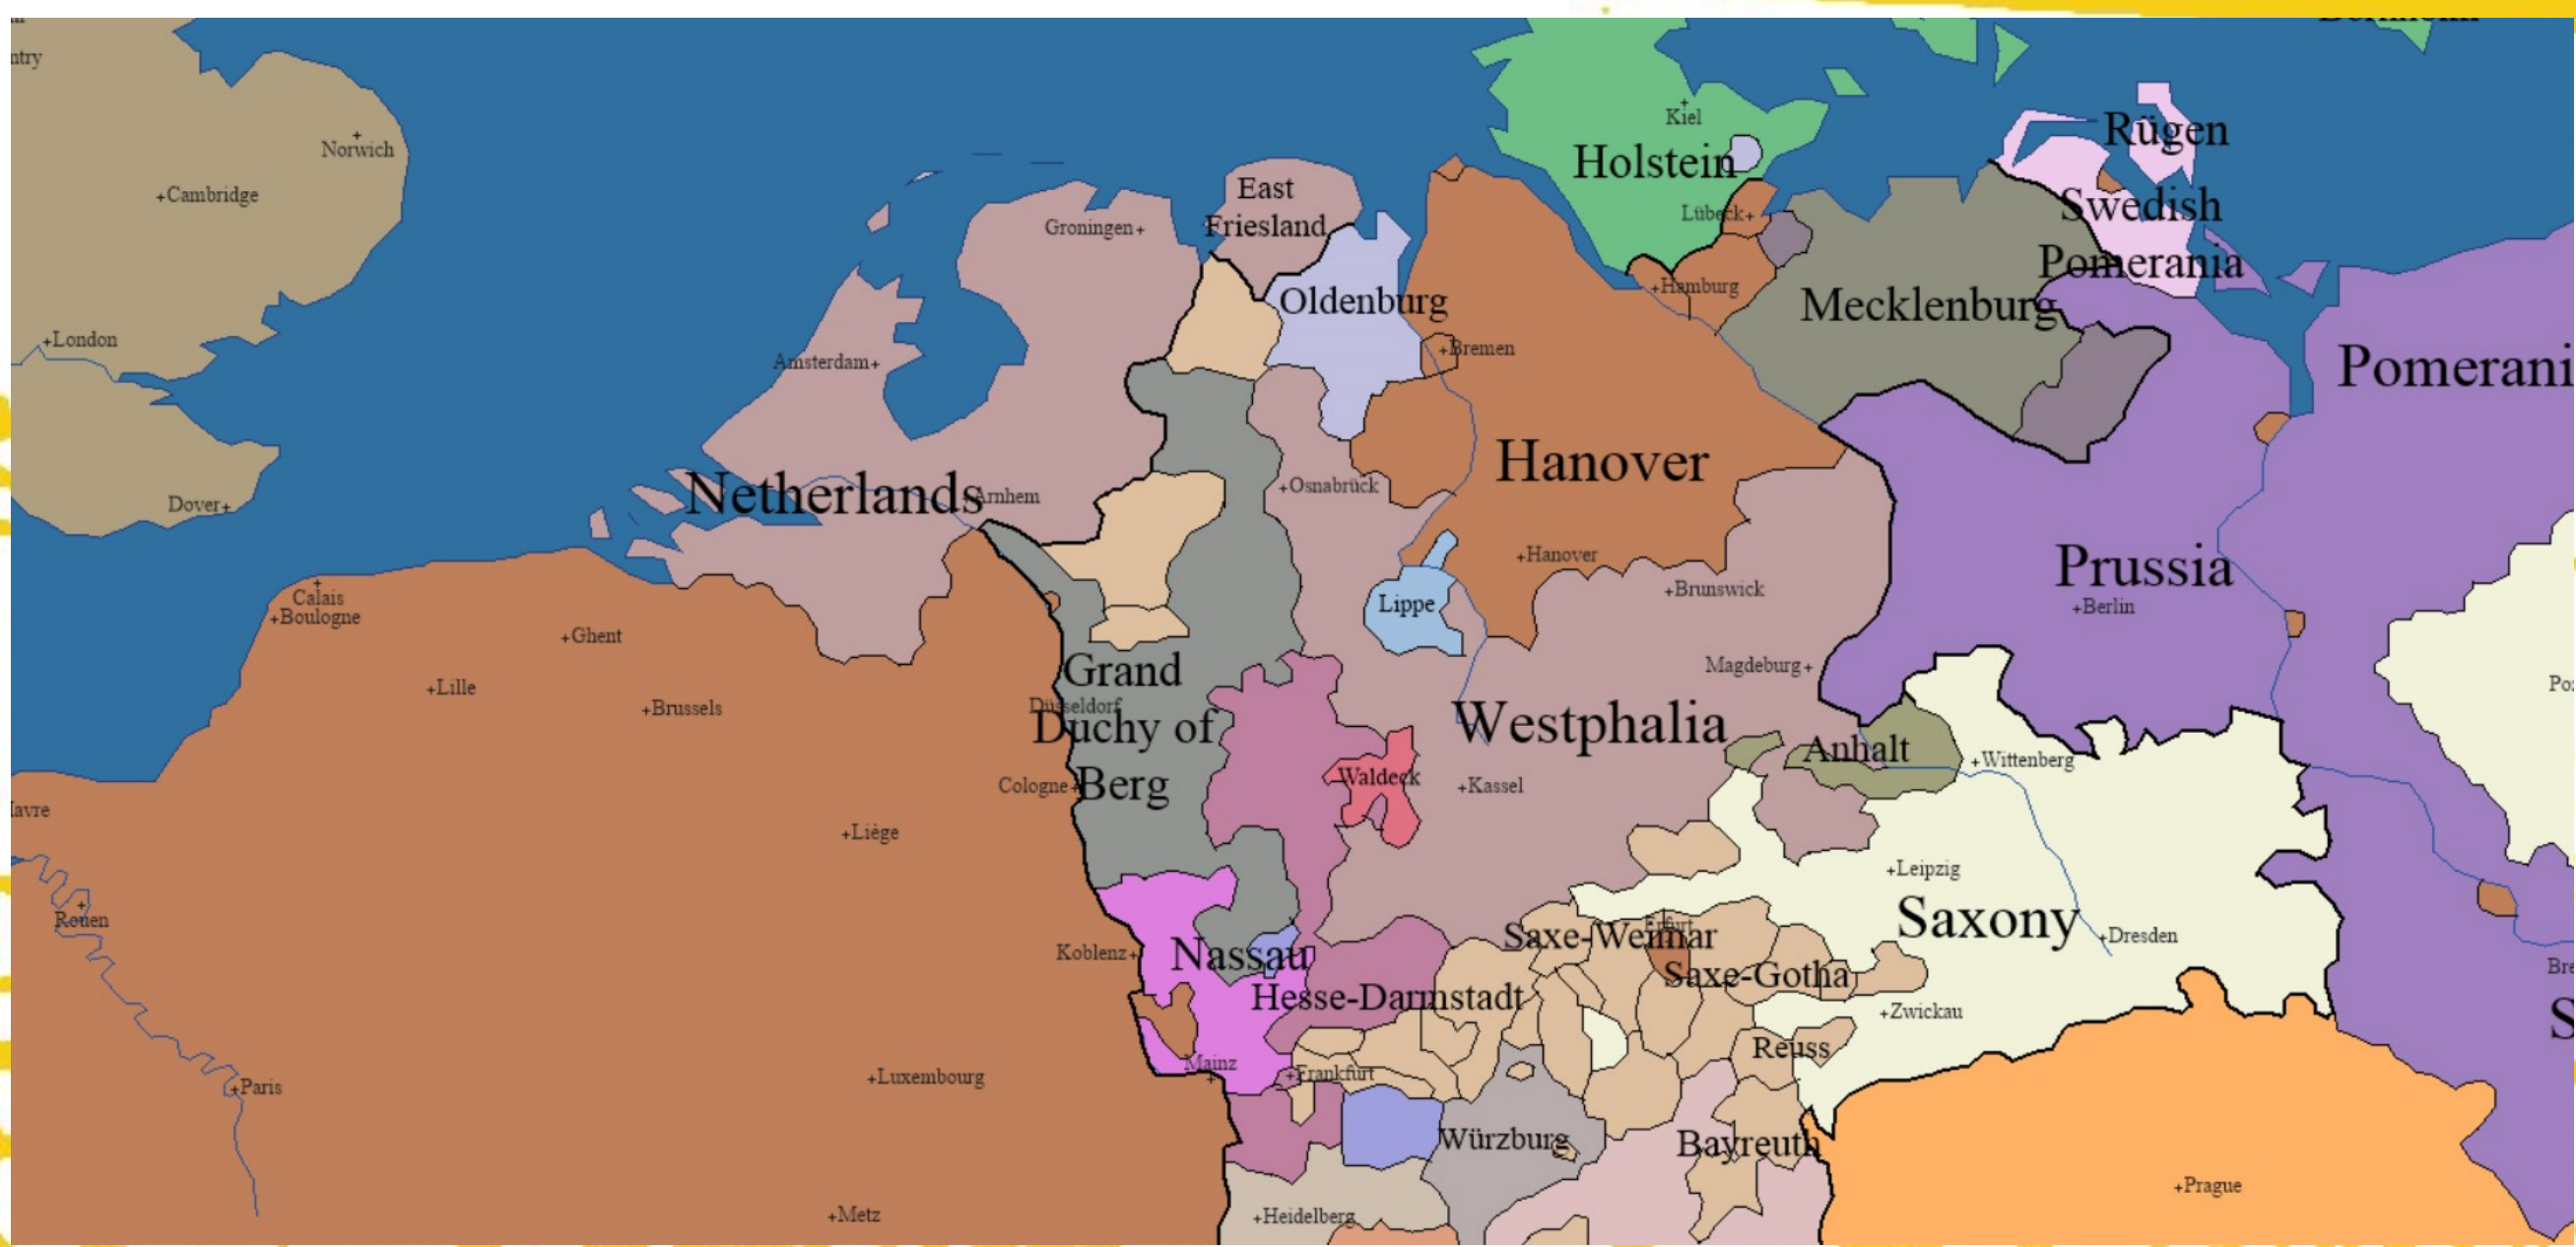 ntry
Norwich
+Cambridge
+London
Dover+
Calais
+Boulogne
+Lille
+Ghent
+Brussels
+Liège
Rouen
+Paris
+Luxembourg
+Metz
Groningen+
Amsterdam+
Netherlands
Arnhem
East
Friesland
Oldenburg
+Bremen
+Osnabrück
Kiel
Holstein
Lübeck+
+Hamburg
Mecklenburg
Rügen
Swedish
Pomerania
Pomerani
Hanover
+Hanover
+Brunswick
Lippe
Magdeburg+
Prussia
+Berlin
Grand
Düsseldorf
Duchy of
Cologne+
Berg
Westphalia
Waldeck
+Kassel
Anhalt
+Wittenberg
+Leipzig
Saxony
+Dresden
+Zwickau
Koblenz+
Nassau
Hesse-Darmstadt
Saxe-Weimar
Erfurt
Saxe-Gotha
Reuss
Mainz
+Frankfurt
Würzburg
Bayreuth
+Heidelberg
+Prague